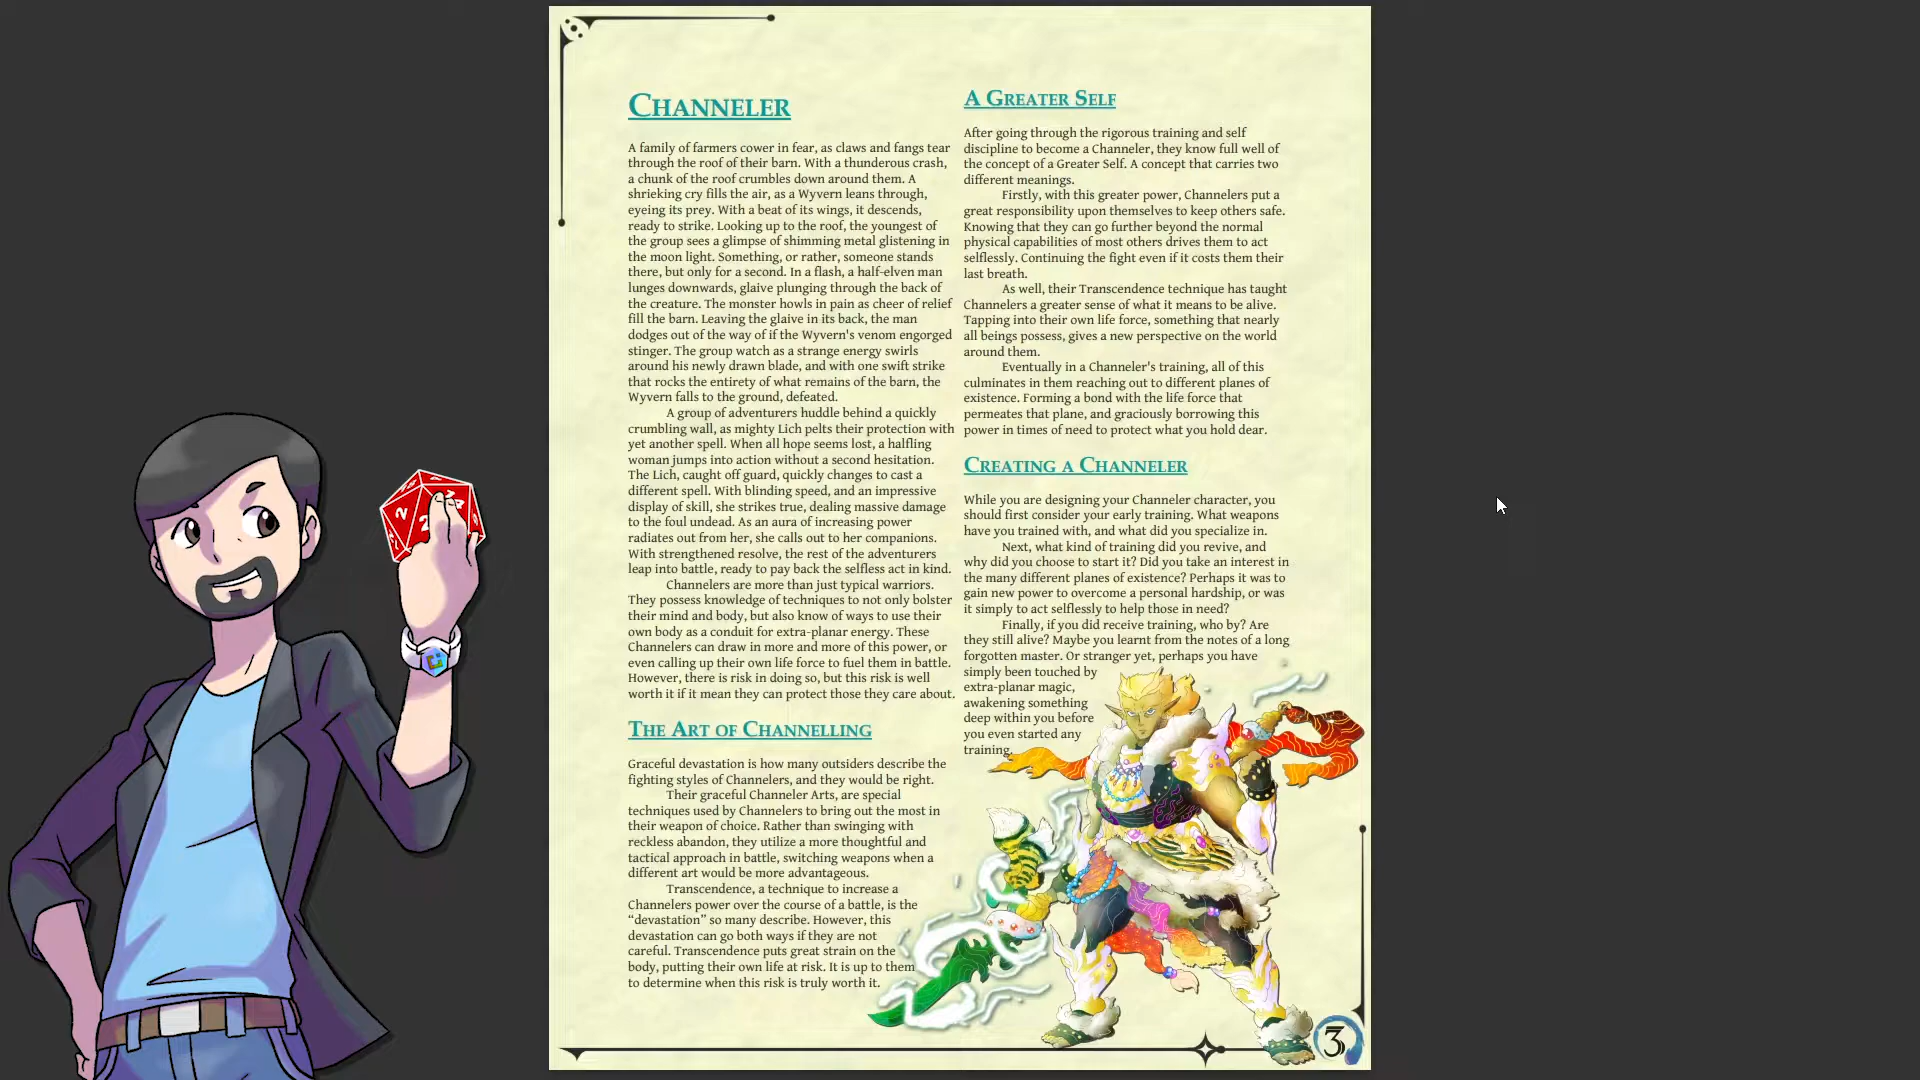 CHANNELER
A family of farmers cower in fear, as claws and fangs tear
through the roof of their barn. With a thunderous crash,
a chunk of the roof crumbles down around them. A
shrieking cry fills the air, as a Wyvern leans through,
eyeing its prey. With a beat of its wings, it descends,
ready to strike. Looking up to the roof, the youngest of
the group sees a glimpse of shimming metal glistening in
the moon light. Something, or rather, someone stands
there, but only for a second. In a flash, a half-elven man
lunges downwards, glaive plunging through the back of
the creature. The monster howls in pain as cheer of relief
fill the barn. Leaving the glaive in its back, the man
dodges out of the way of if the Wyvern's venom engorged
stinger. The group watch as a strange energy swirls
around his newly drawn blade, and with one swift strike
that rocks the entirety of what remains of the barn, the
Wyvern falls to the ground, defeated.
A group of adventurers huddle behind a quickly
crumbling wall, as mighty Lich pelts their protection with
yet another spell. When all hope seems lost, a halfling
woman jumps into action without a second hesitation.
The Lich, caught off guard, quickly changes to cast a
different spell. With blinding speed, and an impressive
display of skill, she strikes true, dealing massive damage
to the foul undead. As an aura of increasing power
radiates out from her, she calls out to her companions.
With strengthened resolve, the rest of the adventurers
leap into battle, ready to pay back the selfless act in kind.
Channelers are more than just typical warriors.
They possess knowledge of techniques to not only bolster
their mind and body, but also know of ways to use their
own body as a conduit for extra-planar energy. These
Channelers can draw in more and more of this power, or
even calling up their own life force to fuel them in battle.
However, there is risk in doing so, but this risk is well
worth it if it mean they can protect those they care about.
THE ART OF CHANNELLING
Graceful devastation is how many outsiders describe the
fighting styles of Channelers, and they would be right.
Their graceful Channeler Arts, are special
techniques used by Channelers to bring out the most in
their weapon of choice. Rather than swinging with
reckless abandon, they utilize a more thoughtful and
tactical approach in battle, switching weapons when a
different art would be more advantageous.
Transcendence, a technique to increase a
Channelers power over the course of a battle, is the
“devastation” so many describe. However, this
devastation can go both ways if they are not
careful. Transcendence puts great strain on the
body, putting their own life at risk. It is up to them
to determine when this risk is truly worth it.
A GREATER SELF
After going through the rigorous training and self
discipline to become a Channeler, they know full well of
the concept of a Greater Self. A concept that carries two
different meanings.
Firstly, with this greater power, Channelers put a
great responsibility upon themselves to keep others safe.
Knowing that they can go further beyond the normal
physical capabilities of most others drives them to act
selflessly. Continuing the fight even if it costs them their
last breath.
As well, their Transcendence technique has taught
Channelers a greater sense of what it means to be alive.
Tapping into their own life force, something that nearly
all beings possess, gives a new perspective on the world
around them.
Eventually in a Channeler's training, all of this
culminates in them reaching out to different planes of
existence. Forming a bond with the life force that
permeates that plane, and graciously borrowing this
power in times of need to protect what you hold dear.
CREATING A CHANNELER
While you are designing your Channeler character, you
should first consider your early training. What weapons
have you trained with, and what did you specialize in.
Next, what kind of training did you revive, and
why did you choose to start it? Did you take an interest in
the many different planes of existence? Perhaps it was to
gain new power to overcome a personal hardship, or was
it simply to act selflessly to help those in need?
Finally, if you did receive training, who by? Are
they still alive? Maybe you learnt from the notes of a long
forgotten master. Or stranger yet, perhaps you have
simply been touched by
extra-planar magic,
awakening something
deep within you before
you even started any
training.
3